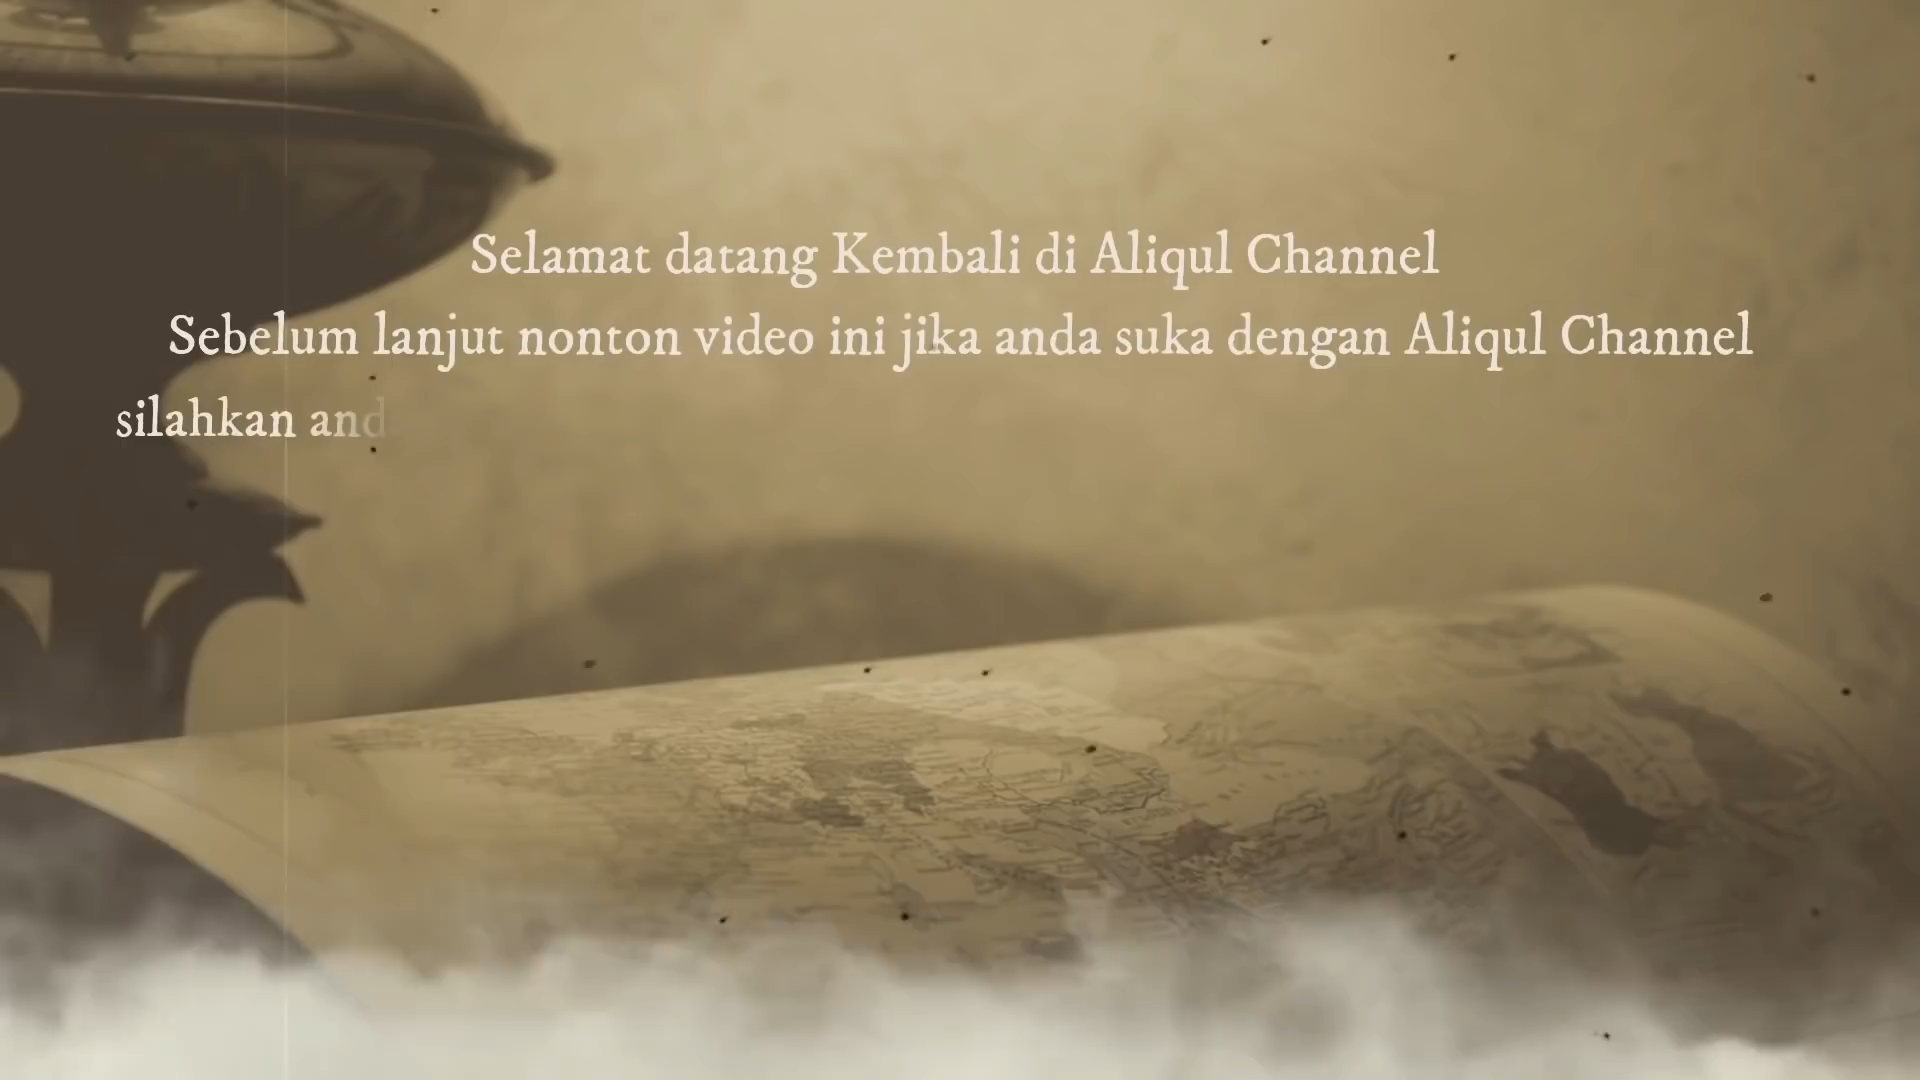 Selamat datang Kembali di Aliqul Channel
Sebelum lanjut nonton video ini jika anda suka dengan Aliqul Channel
silahkan and